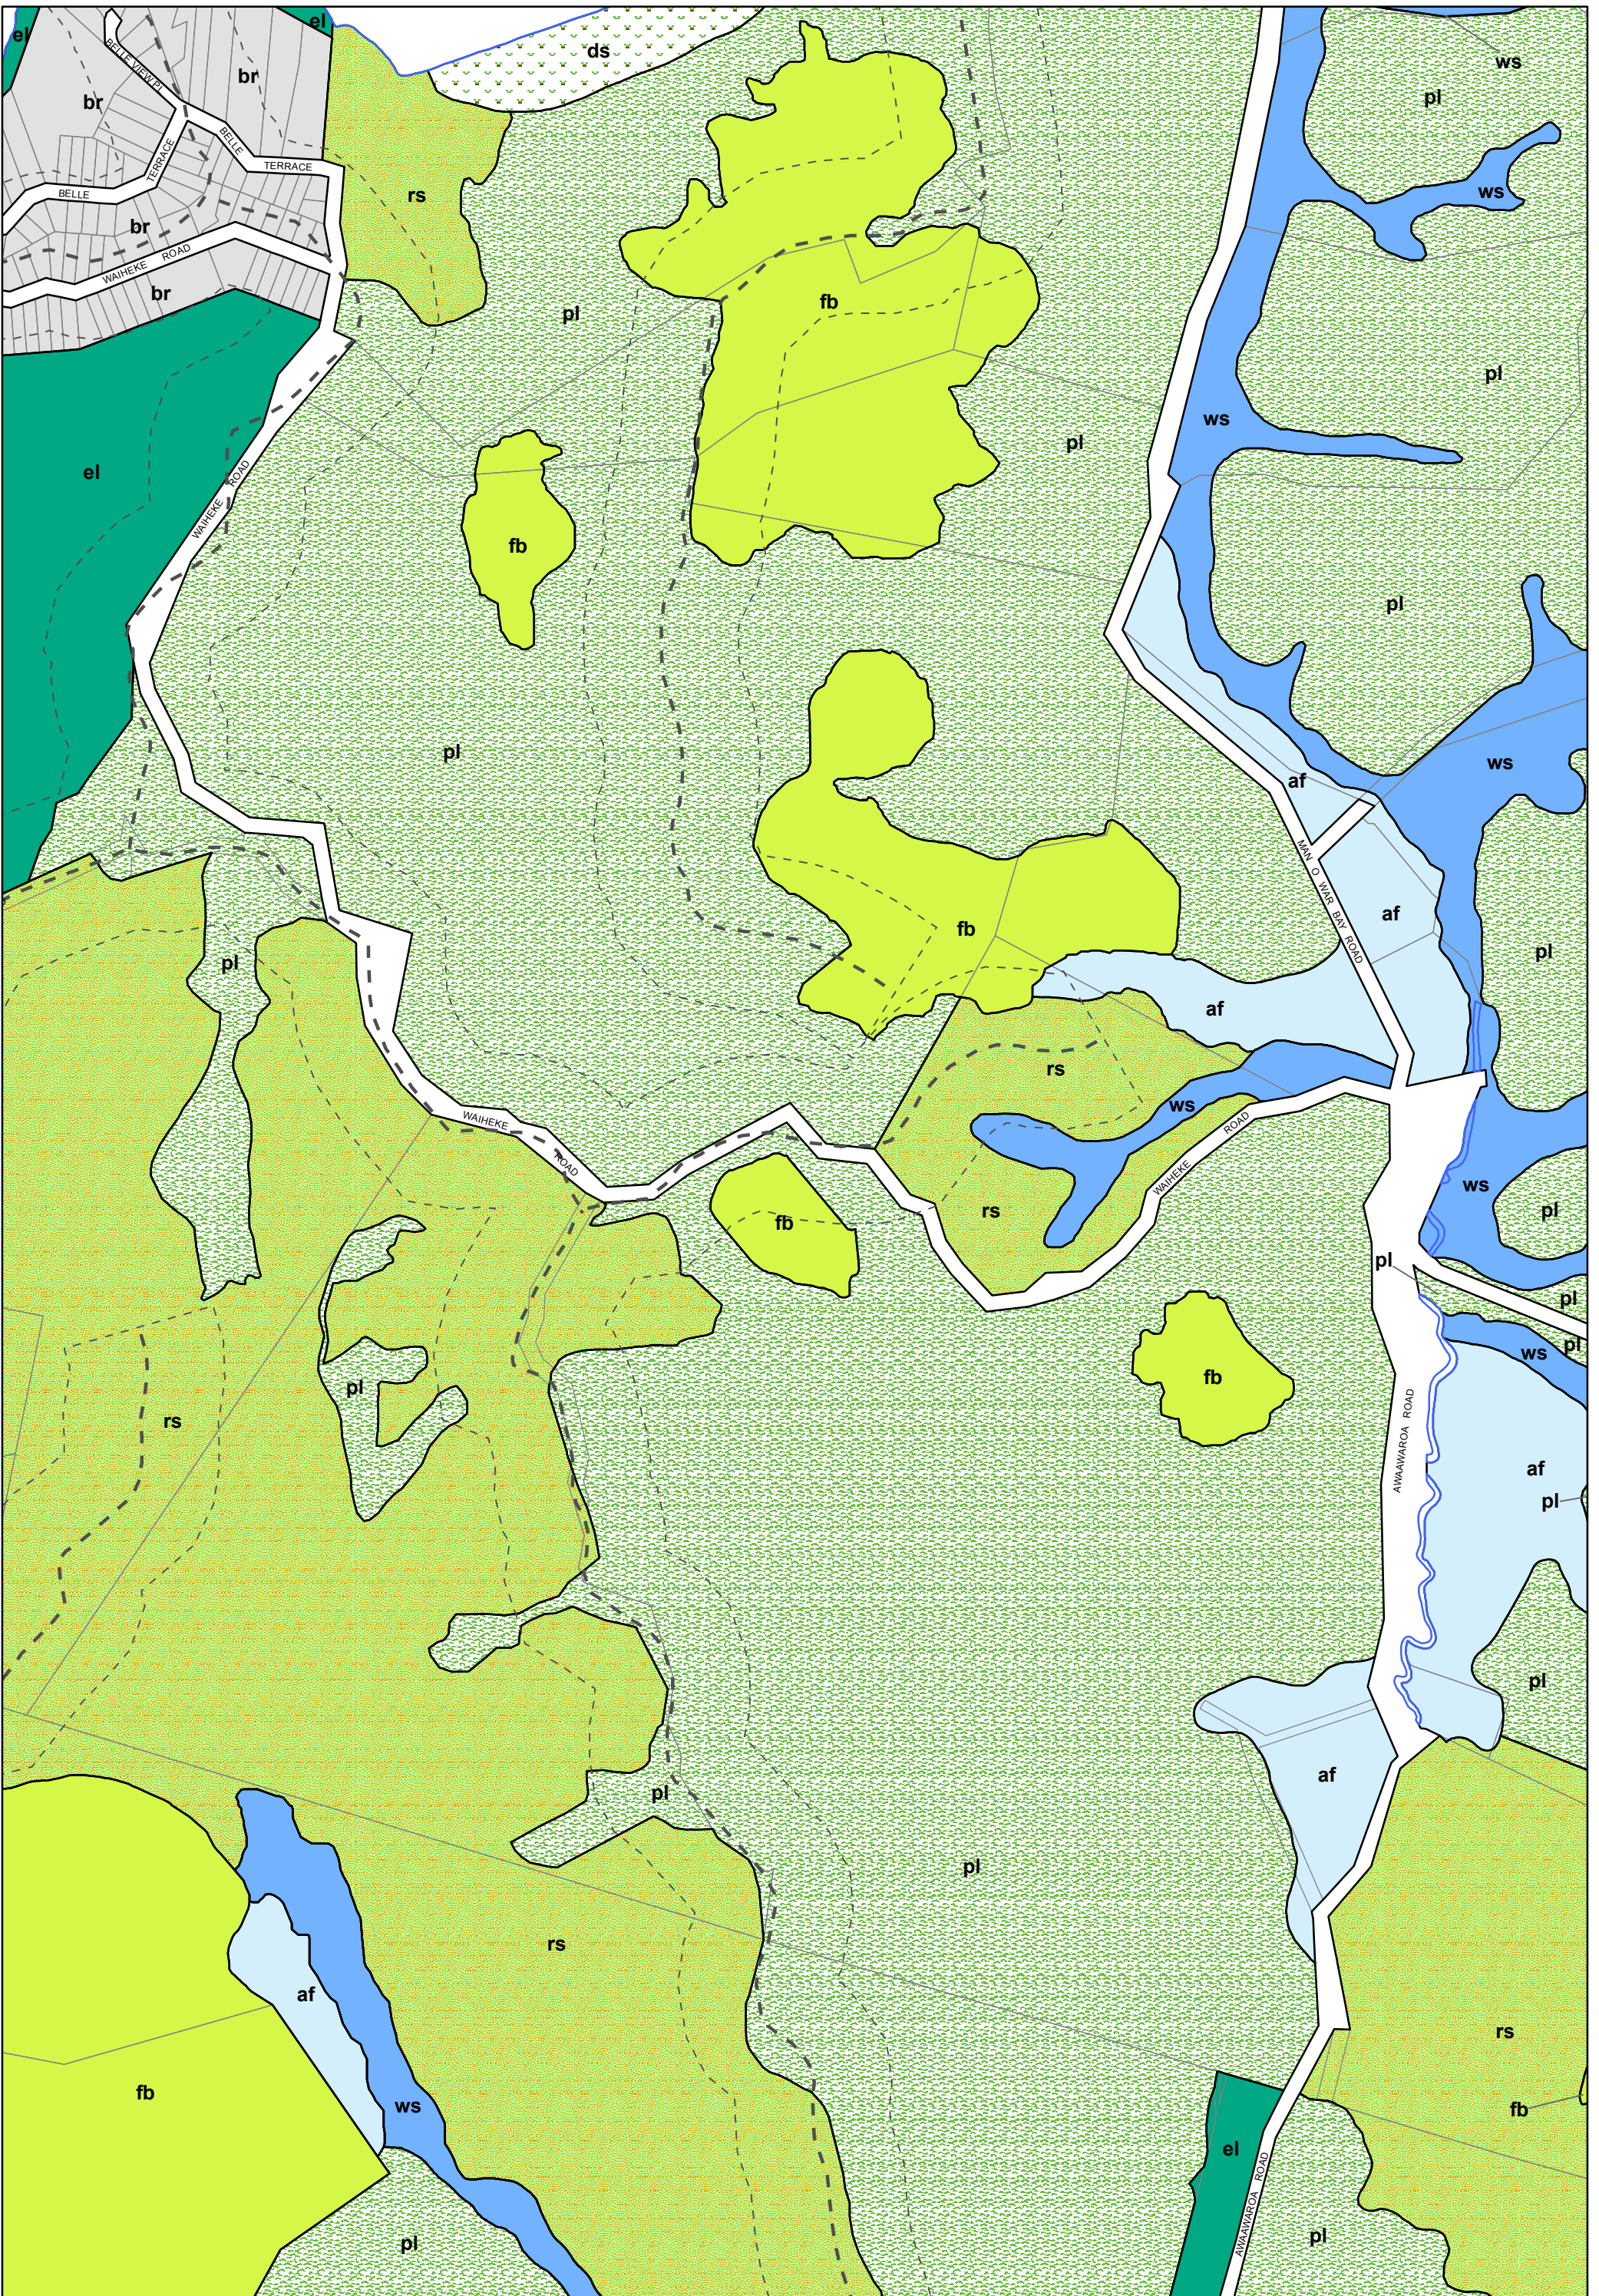 el
el
ds
ws
BELLE VIEW PL
br
br
pl
BELLE
TERRACE
TERRACE
BELLE
rs
ws
br
WAIHEKE ROAD
br
fb
pl
pl
ws
pl
el
WAIHEKE ROAD
fb
pl
pl
ws
af
MAN O WAR BAY ROAD
af
fb
pl
pl
af
rs
ws
WAIHEKE
ROAD
ROAD
WAIHEKE
ws
rs
fb
pl
pl
pl
ws
pl
fb
pl
rs
AWAAWAROA ROAD
af
pl
pl
af
pl
pl
rs
af
rs
fb
ws
fb
el
AWAAWAROA ROAD
pl
pl